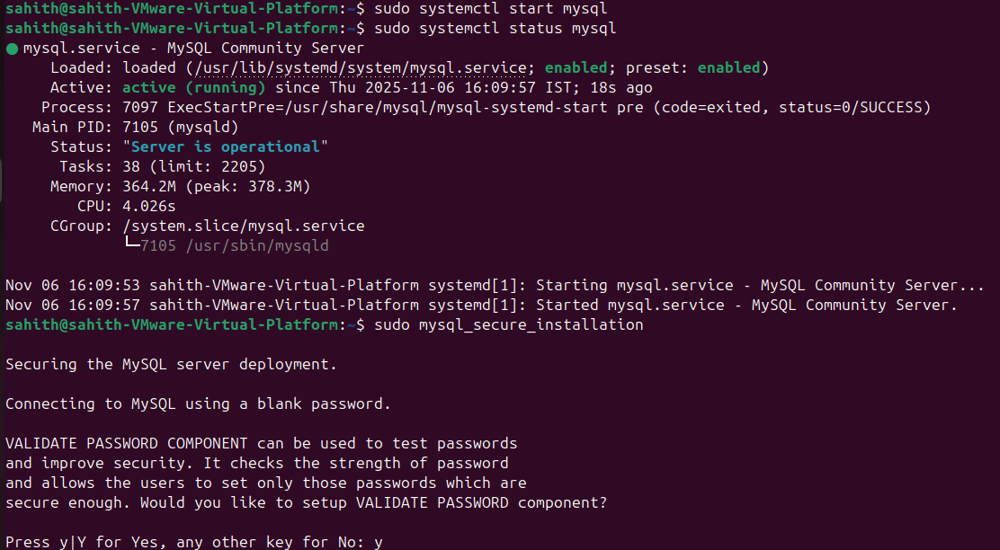 sahith@sahith-VMware-Virtual-Platform:~$ sudo systemctl start mysql
sahith@sahith-VMware-Virtual-Platform:~$ sudo systemctl status mysql
● mysql.service - MySQL Community Server
     Loaded: loaded (/usr/lib/systemd/system/mysql.service; enabled; preset: enabled)
     Active: active (running) since Thu 2025-11-06 16:09:57 IST; 18s ago
    Process: 7097 ExecStartPre=/usr/share/mysql/mysql-systemd-start pre (code=exited, status=0/SUCCESS)
   Main PID: 7105 (mysqld)
     Status: "Server is operational"
      Tasks: 38 (limit: 2205)
     Memory: 364.2M (peak: 378.3M)
        CPU: 4.026s
     CGroup: /system.slice/mysql.service
             └─7105 /usr/sbin/mysqld
Nov 06 16:09:53 sahith-VMware-Virtual-Platform systemd[1]: Starting mysql.service - MySQL Community Server...
Nov 06 16:09:57 sahith-VMware-Virtual-Platform systemd[1]: Started mysql.service - MySQL Community Server.
sahith@sahith-VMware-Virtual-Platform:~$ sudo mysql_secure_installation
Securing the MySQL server deployment.
Connecting to MySQL using a blank password.
VALIDATE PASSWORD COMPONENT can be used to test passwords
and improve security. It checks the strength of password
and allows the users to set only those passwords which are
secure enough. Would you like to setup VALIDATE PASSWORD component?
Press y|Y for Yes, any other key for No: y